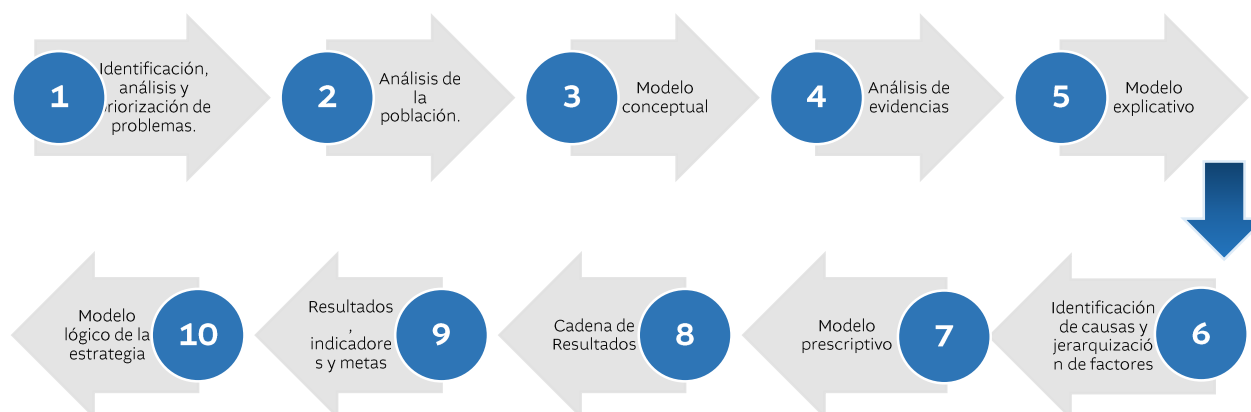 1
Identificación,
análisis y
priorización de
problemas.
2
Análisis de
la
población.
3
Modelo
conceptual
4
Análisis de
evidencias
5
Modelo
explicativo
6
Identificación
de causas y
jerarquizació
n de factores
7
Modelo
prescriptivo
8
Cadena de
Resultados
9
Resultados
,
indicadore
s y metas
10
Modelo
lógico de la
estrategia